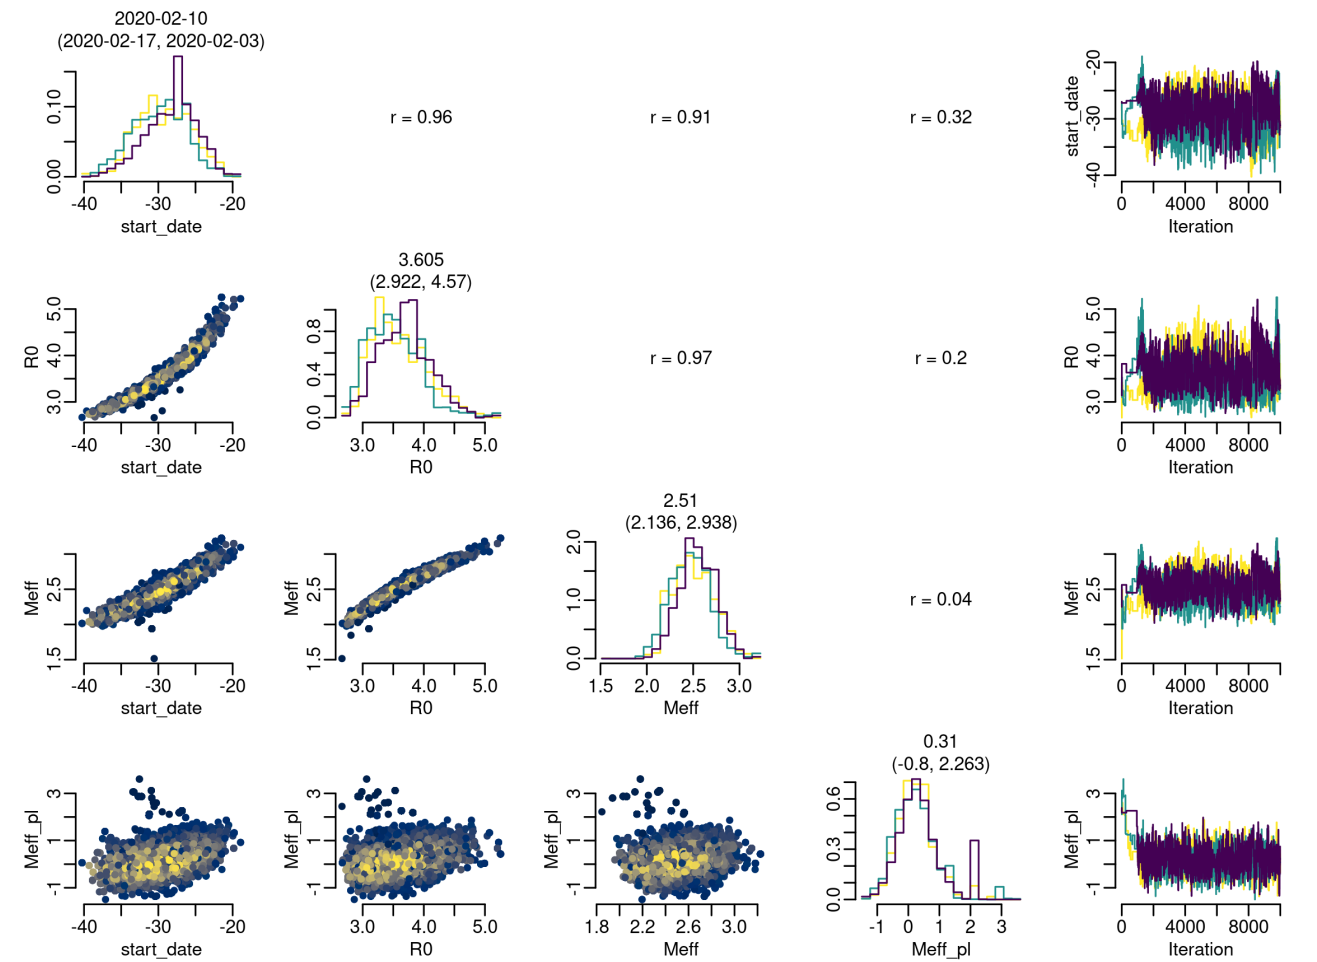 2020-02-10
(2020-02-17, 2020-02-03)
0.00 0.10
-40 -30 -20
start_date
r = 0.96
r = 0.91
r = 0.32
start_date
-40 -30 -20
0 4000 8000
Iteration
R0
3.0 4.0 5.0
-40 -30 -20
start_date
3.605
(2.922, 4.57)
0.0 0.4 0.8
3.0 4.0 5.0
R0
r = 0.97
r = 0.2
R0
3.0 4.0 5.0
0 4000 8000
Iteration
Meff
1.5 2.5
-40 -30 -20
start_date
Meff
1.5 2.5
3.0 4.0 5.0
R0
2.51
(2.136, 2.938)
0.0 1.0 2.0
1.5 2.0 2.5 3.0
Meff
r = 0.04
Meff
1.5 2.5
0 4000 8000
Iteration
Meff_pl
-1 1 3
-40 -30 -20
start_date
Meff_pl
-1 1 3
3.0 4.0 5.0
R0
Meff_pl
-1 1 3
1.8 2.2 2.6 3.0
Meff
0.31
(-0.8, 2.263)
0.0 0.3 0.6
-1 0 1 2 3
Meff_pl
Meff_pl
-1 1 3
0 4000 8000
Iteration